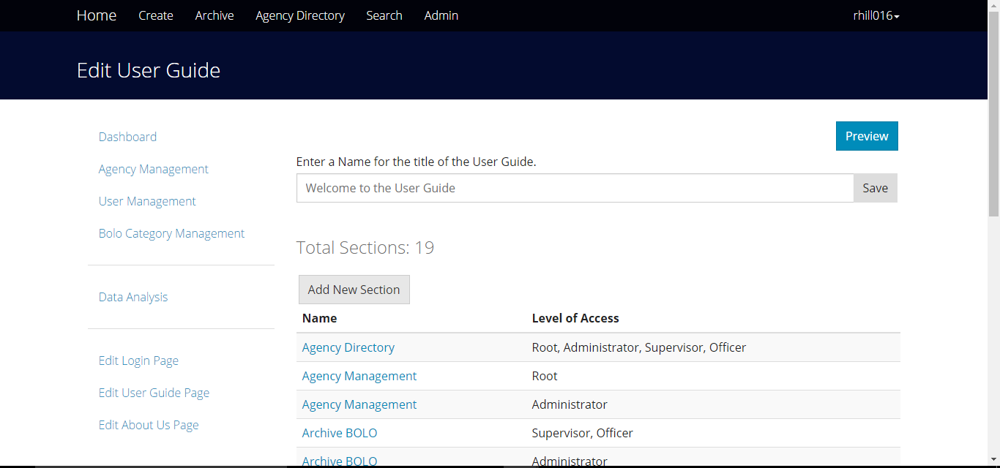 Home Create Archive Agency Directory Search Admin rhill016
Edit User Guide
Dashboard
Agency Management
User Management
Bolo Category Management
Data Analysis
Edit Login Page
Edit User Guide Page
Edit About Us Page
Preview
Enter a Name for the title of the User Guide.
Welcome to the User Guide Save
Total Sections: 19
Add New Section
Name Level of Access
Agency Directory Root, Administrator, Supervisor, Officer
Agency Management Root
Agency Management Administrator
Archive BOLO Supervisor, Officer
Archive BOLO Administrator